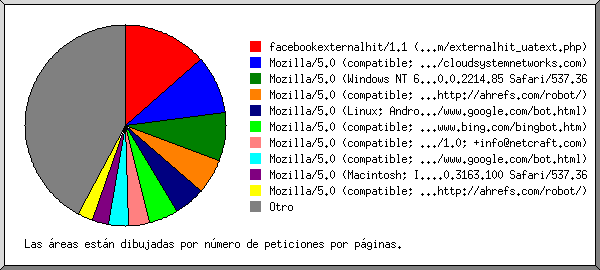 facebookexternalhit/1.1 (...m/externalhit_uatext.php)
Mozilla/5.0 (compatible; .../cloudsystemnetworks.com)
Mozilla/5.0 (Windows NT 6...0.0.2214.85 Safari/537.36
Mozilla/5.0 (compatible; ...http://ahrefs.com/robot/)
Mozilla/5.0 (Linux; Andro.../www.google.com/bot.html)
Mozilla/5.0 (compatible; ...www.bing.com/bingbot.htm)
Mozilla/5.0 (compatible; .../1.0; +info@netcraft.com)
Mozilla/5.0 (compatible; .../www.google.com/bot.html)
Mozilla/5.0 (Macintosh; I....0.3163.100 Safari/537.36
Mozilla/5.0 (compatible; ...http://ahrefs.com/robot/)
Otro
Las áreas están dibujadas por número de peticiones por páginas.